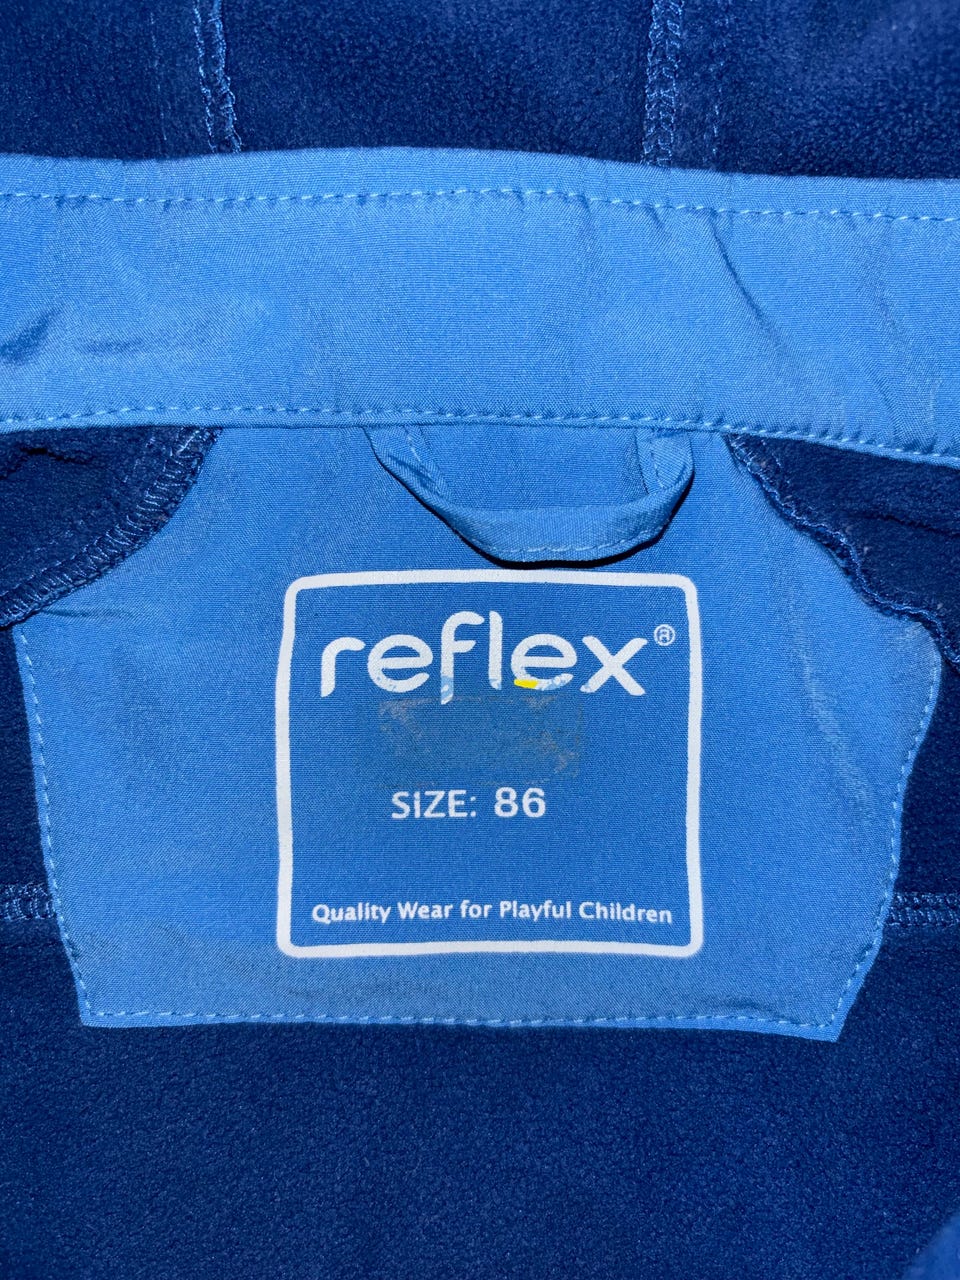 reflex®
SIZE: 86
Quality Wear for Playful Children